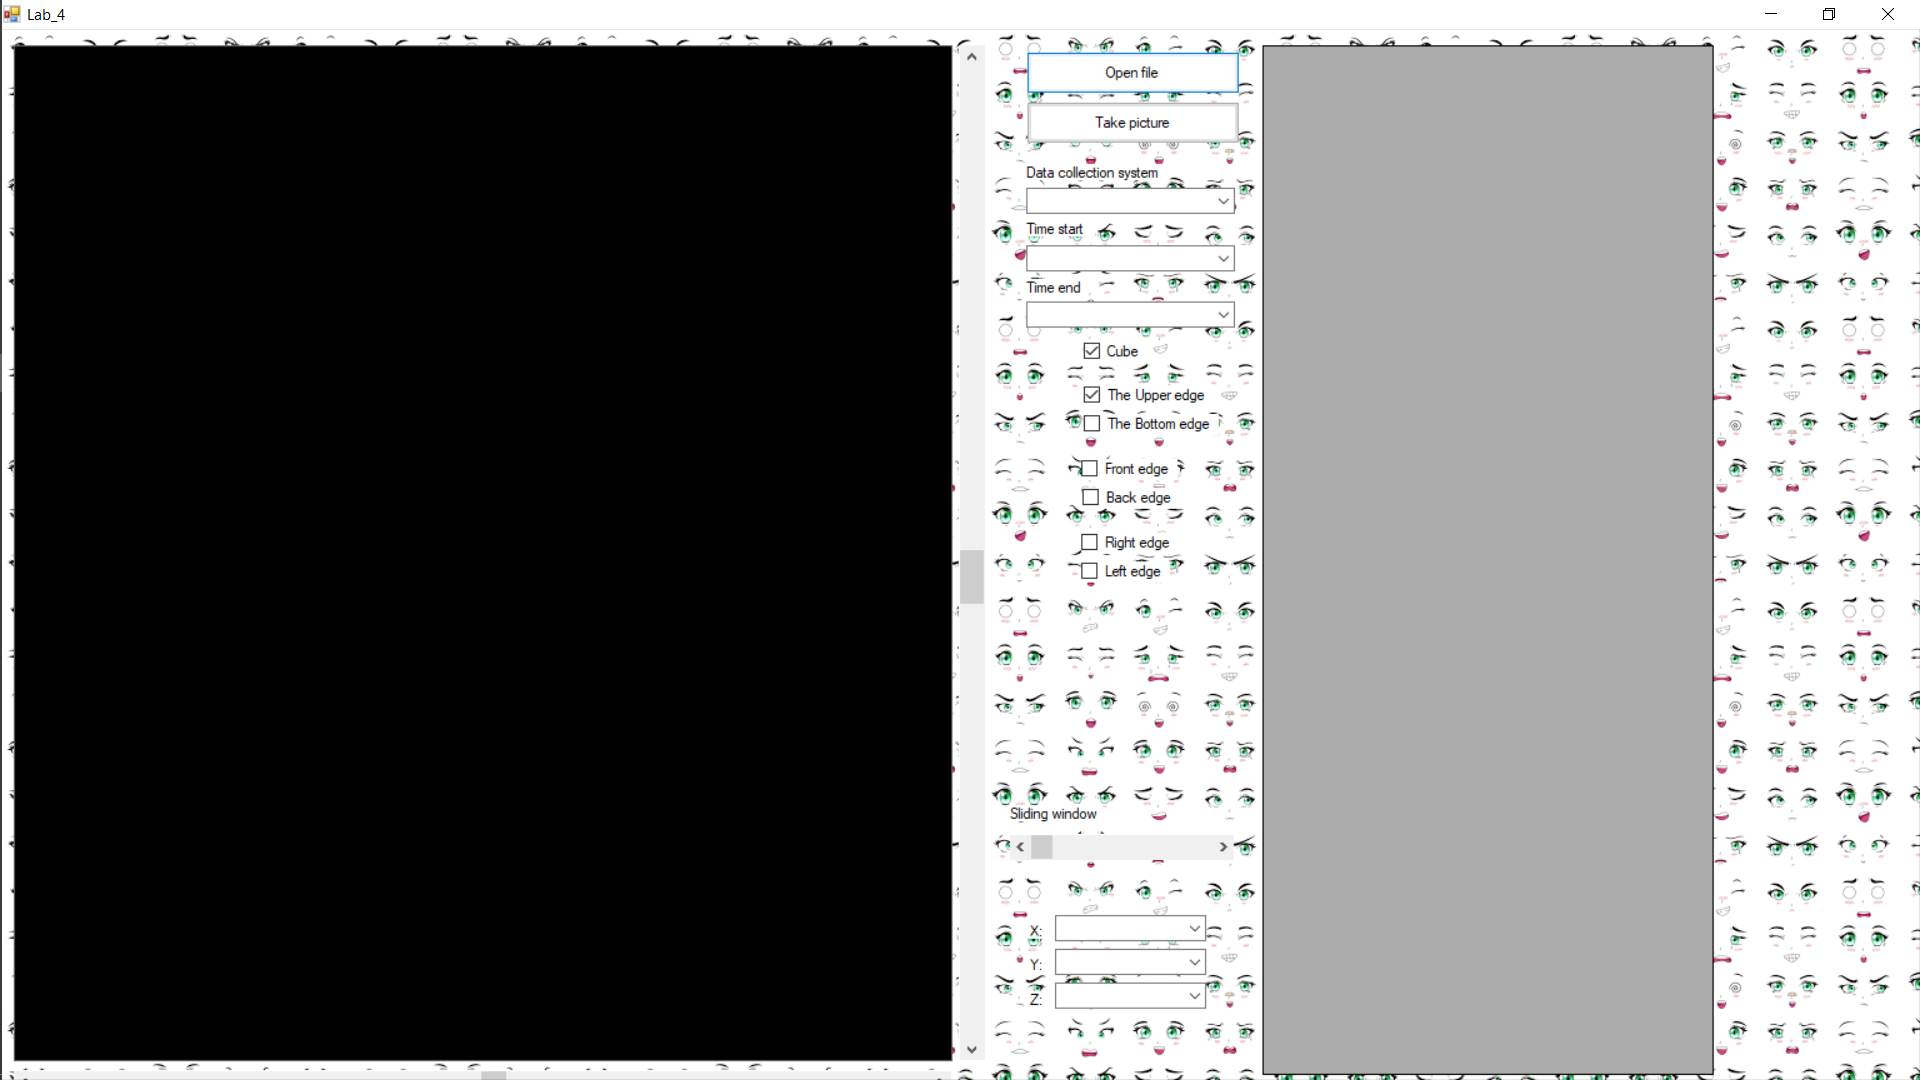 Lab_4
Open file
Take picture
Data collection system
Time start
Time end
Cube
The Upper edge
The Bottom edge
Front edge
Back edge
Right edge
Left edge
Sliding window
X:
Y:
Z: